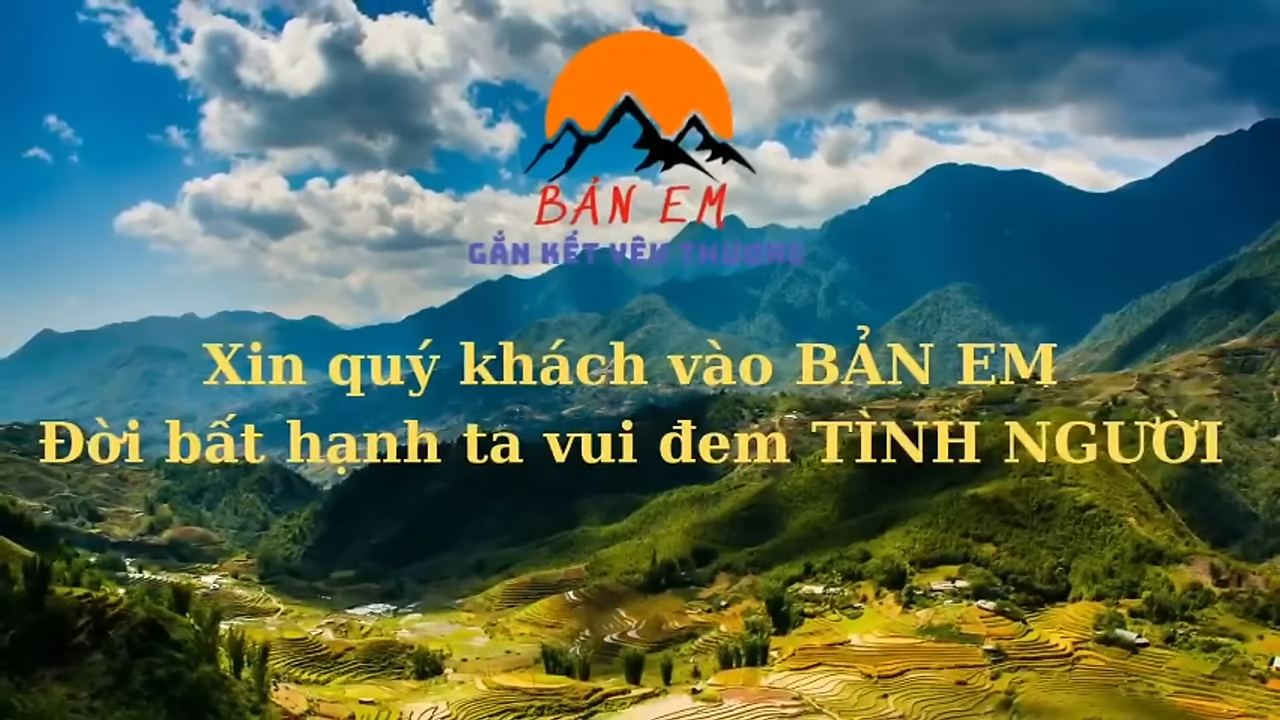 BẢN EM
GẮN KẾT YÊU THƯƠNG
Xin quý khách vào BẢN EM
Đời bất hạnh ta vui đem TÌNH NGƯỜI